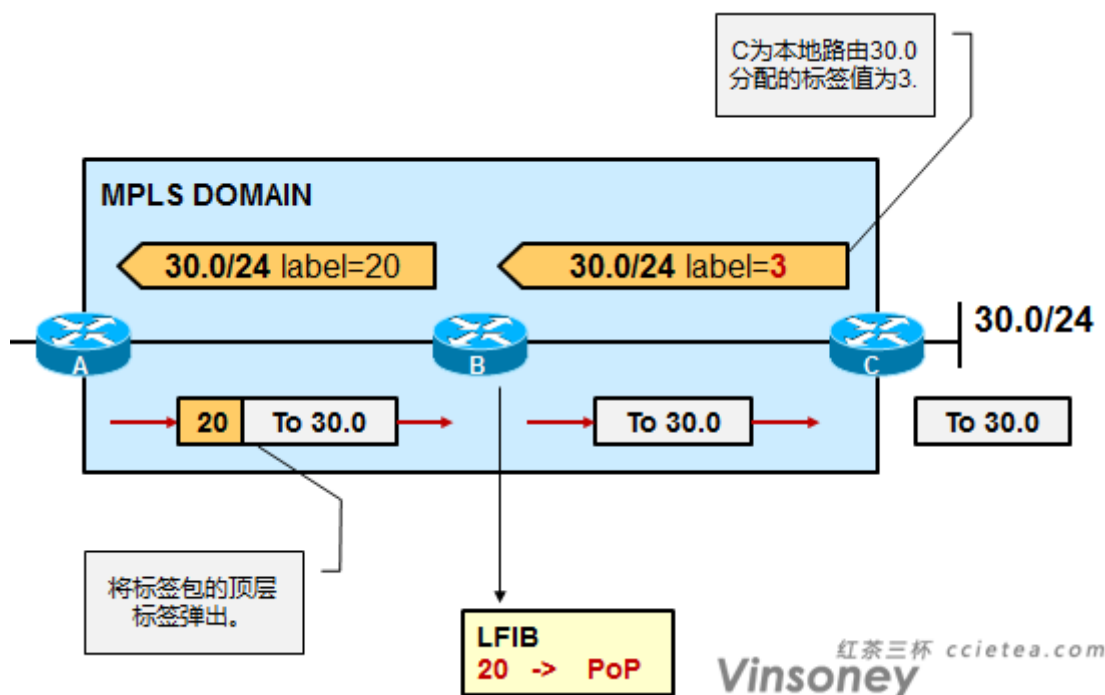 C为本地路由30.0
分配的标签值为3.
MPLS DOMAIN
30.0/24 label=20
30.0/24 label=3
30.0/24
A
B
C
20 To 30.0
To 30.0
To 30.0
将标签包的顶层
标签弹出。
LFIB
20 -> PoP
红茶三杯 ccietea.com
Vinsoney